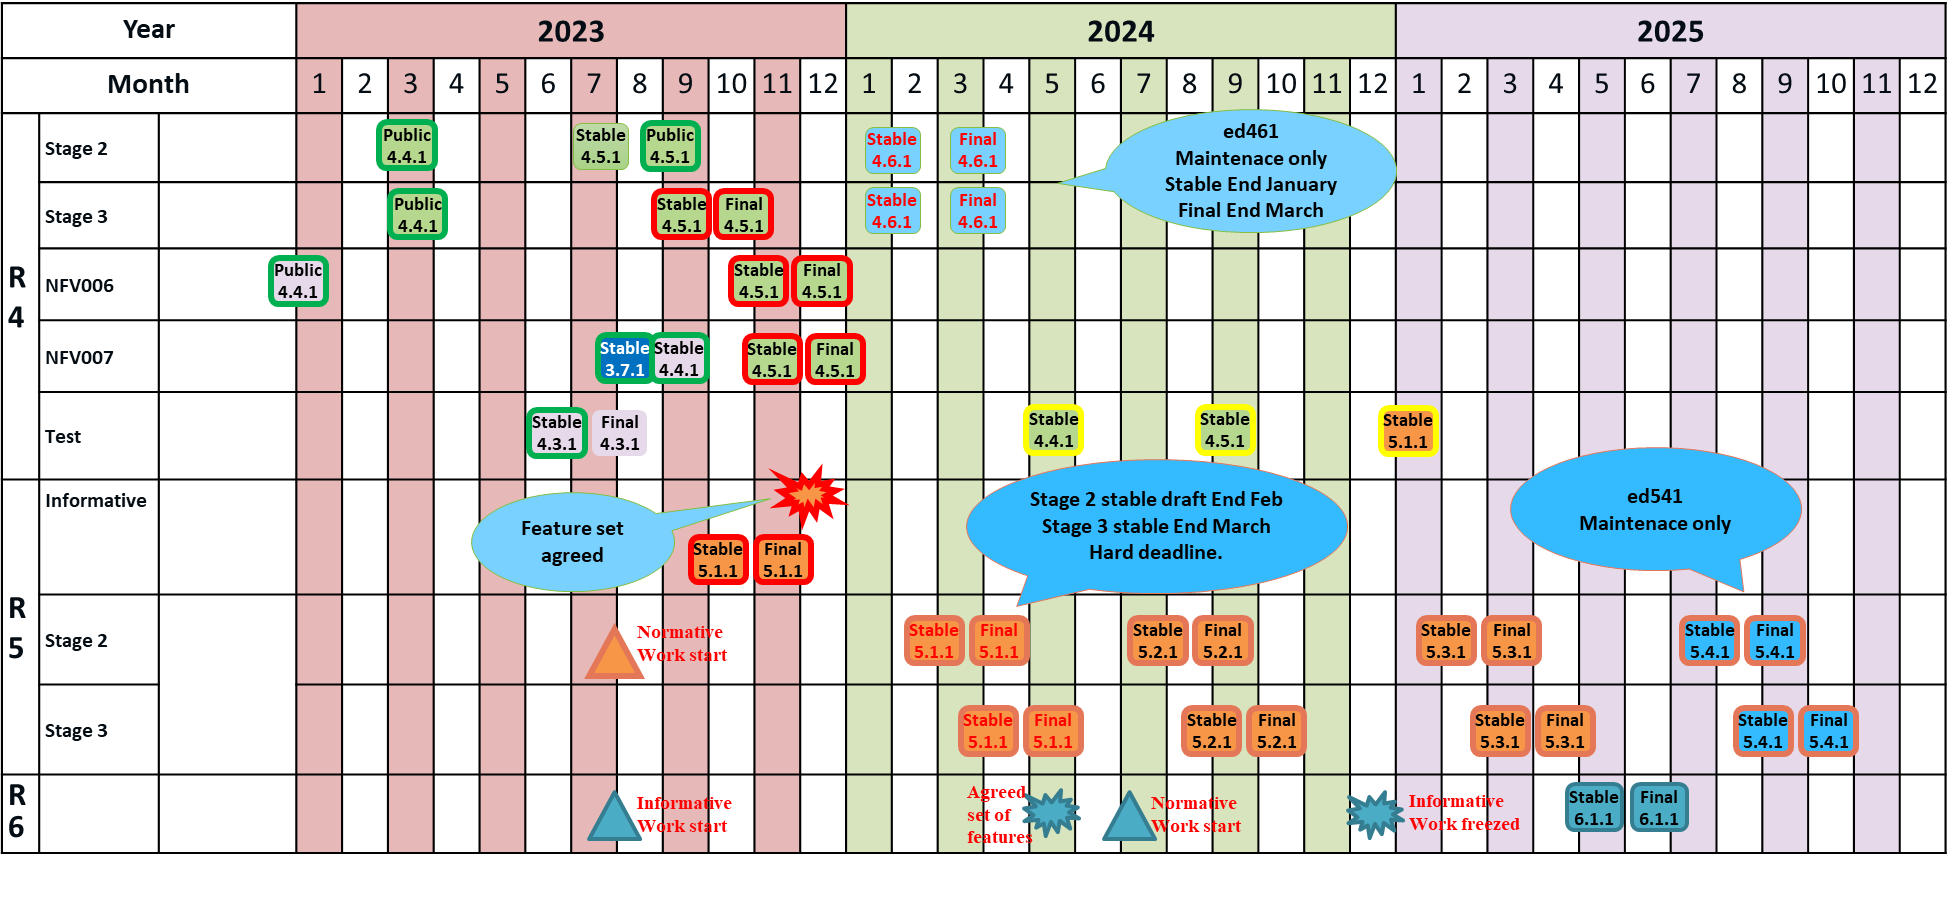 Year 2023 2024 2025
Month 1 2 3 4 5 6 7 8 9 10 11 12 1 2 3 4 5 6 7 8 9 10 11 12 1 2 3 4 5 6 7 8 9 10 11 12
R
4
Stage 2
Public
4.4.1
Stable
4.5.1
Public
4.5.1
Stable
4.6.1
Final
4.6.1
ed461
Maintenace only
Stable End January
Final End March
Stage 3
Public
4.4.1
Stable
4.5.1
Final
4.5.1
Stable
4.6.1
Final
4.6.1
NFV006
Public
4.4.1
Stable
4.5.1
Final
4.5.1
NFV007
Stable
3.7.1
Stable
4.4.1
Stable
4.5.1
Final
4.5.1
Test
Stable
4.3.1
Final
4.3.1
Stable
4.4.1
Stable
4.5.1
Stable
5.1.1
R
5
Informative
Feature set
agreed
Stable
5.1.1
Final
5.1.1
Stage 2 stable draft End Feb
Stage 3 stable End March
Hard deadline.
ed541
Maintenace only
Stage 2
Normative
Work start
Stable
5.1.1
Final
5.1.1
Stable
5.2.1
Final
5.2.1
Stable
5.3.1
Final
5.3.1
Stable
5.4.1
Final
5.4.1
Stage 3
Stable
5.1.1
Final
5.1.1
Stable
5.2.1
Final
5.2.1
Stable
5.3.1
Final
5.3.1
Stable
5.4.1
Final
5.4.1
R
6
Informative
Work start
Agreed
set of
features
Normative
Work start
Informative
Work freezed
Stable
6.1.1
Final
6.1.1